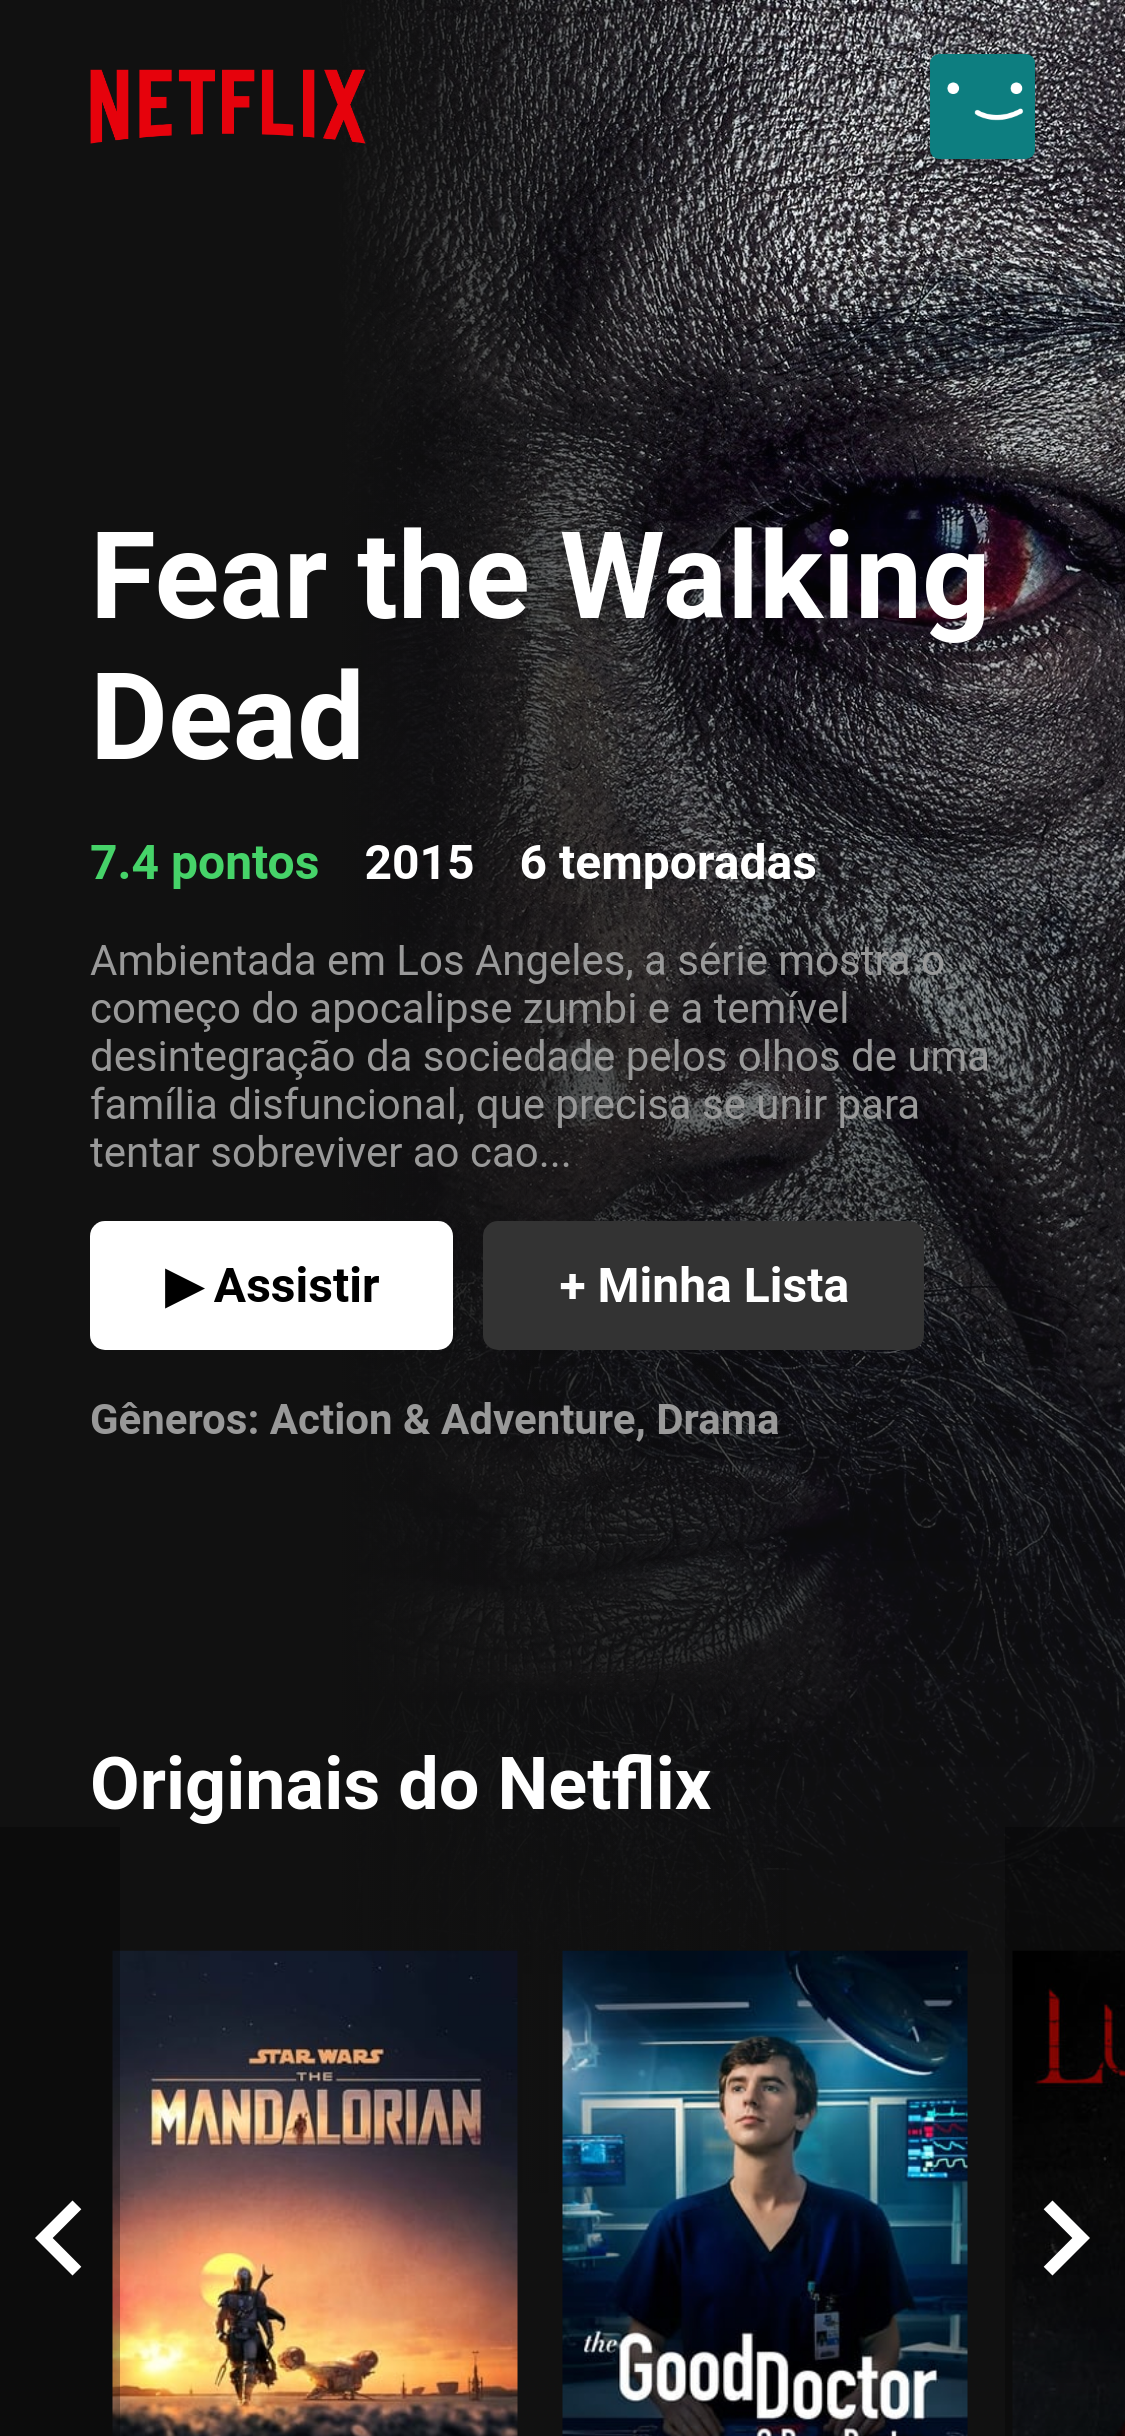 NETFLIX
Fear the Walking
Dead
7.4 pontos 2015 6 temporadas
Ambientada em Los Angeles, a série mostra o
começo do apocalipse zumbi e a temível
desintegração da sociedade pelos olhos de uma
família disfuncional, que precisa se unir para
tentar sobreviver ao cao...
▶ Assistir
+ Minha Lista
Gêneros: Action & Adventure, Drama
Originais do Netflix
STAR WARS
THE
MANDALORIAN
the Good Doctor